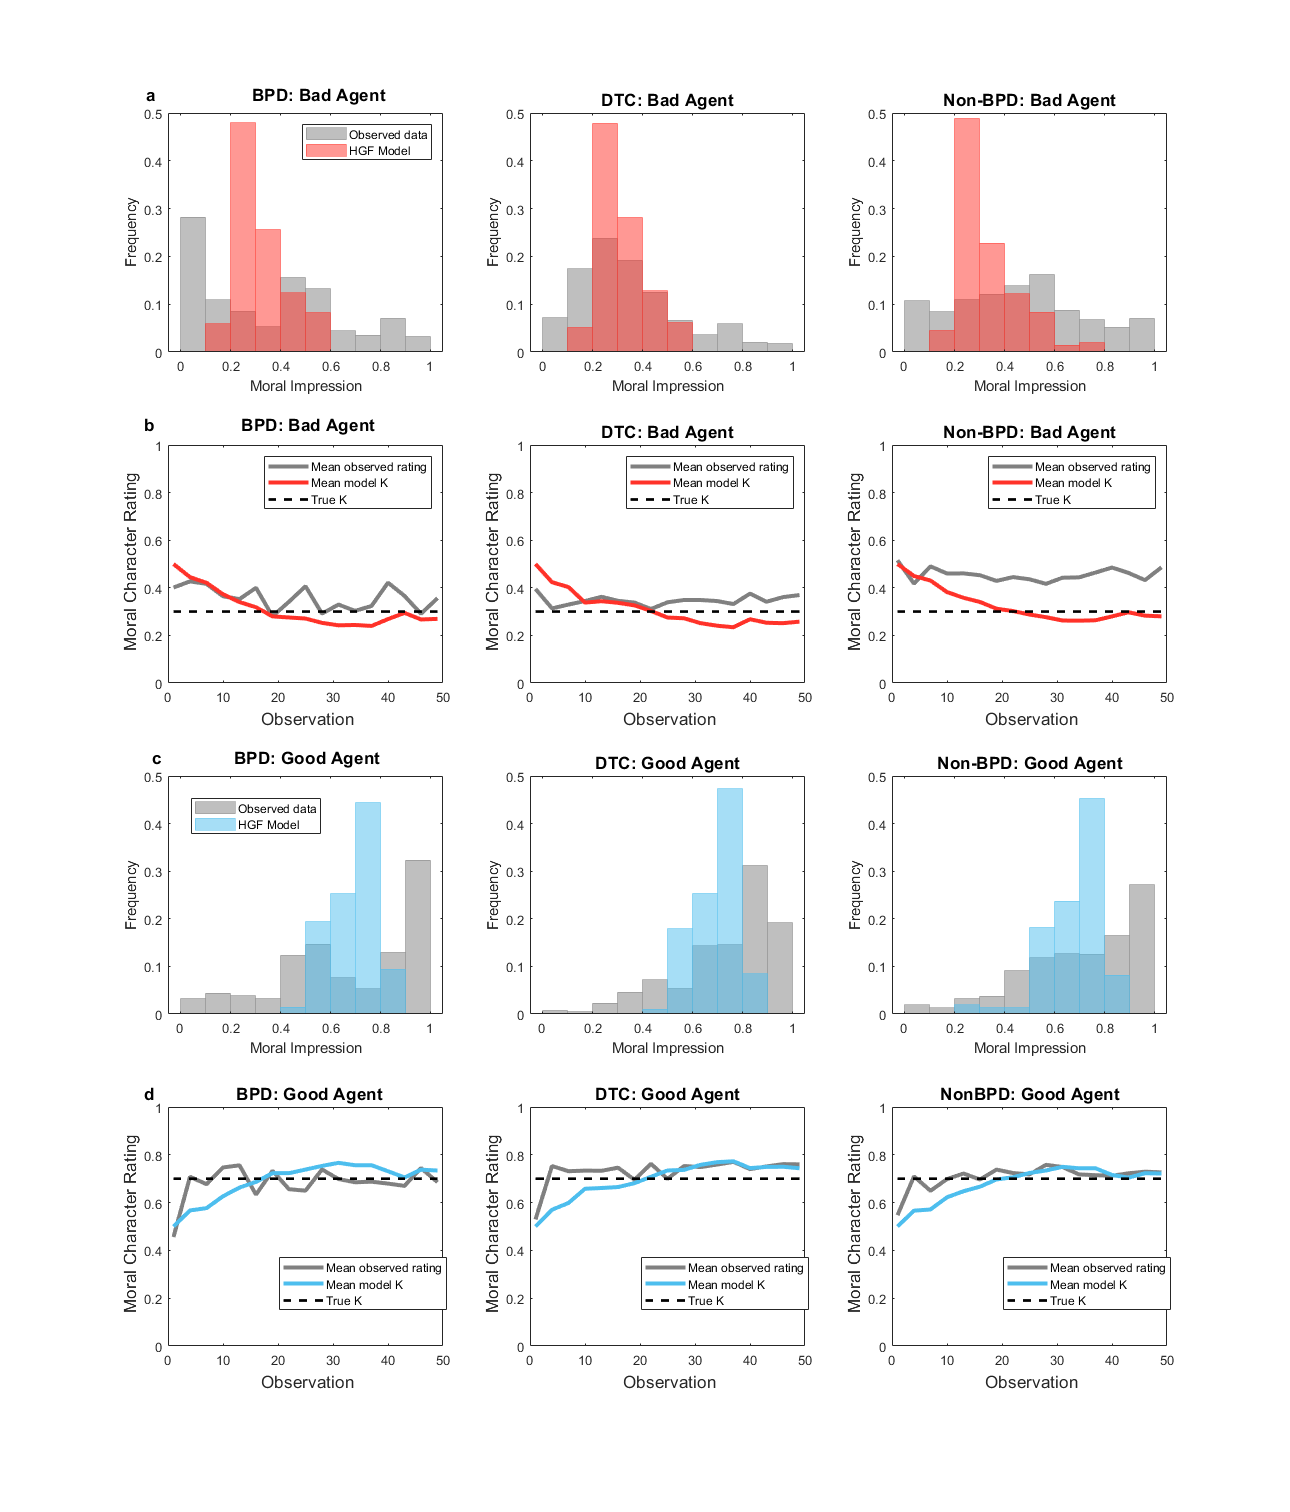 a
BPD: Bad Agent
DTC: Bad Agent
Non-BPD: Bad Agent
0.5
0.4
0.3
0.2
0.1
0
Frequency
Observed data
HGF Model
0 0.2 0.4 0.6 0.8 1
Moral Impression
0.5
0.4
0.3
0.2
0.1
0
Frequency
0 0.2 0.4 0.6 0.8 1
Moral Impression
0.5
0.4
0.3
0.2
0.1
0
Frequency
0 0.2 0.4 0.6 0.8 1
Moral Impression
b
BPD: Bad Agent
DTC: Bad Agent
Non-BPD: Bad Agent
1
0.8
0.6
0.4
0.2
0
Moral Character Rating
Mean observed rating
Mean model K
True K
0 10 20 30 40 50
Observation
1
0.8
0.6
0.4
0.2
0
Moral Character Rating
Mean observed rating
Mean model K
True K
0 10 20 30 40 50
Observation
1
0.8
0.6
0.4
0.2
0
Moral Character Rating
Mean observed rating
Mean model K
True K
0 10 20 30 40 50
Observation
c
BPD: Good Agent
DTC: Good Agent
Non-BPD: Good Agent
0.5
0.4
0.3
0.2
0.1
0
Frequency
Observed data
HGF Model
0 0.2 0.4 0.6 0.8 1
Moral Impression
0.5
0.4
0.3
0.2
0.1
0
Frequency
0 0.2 0.4 0.6 0.8 1
Moral Impression
0.5
0.4
0.3
0.2
0.1
0
Frequency
0 0.2 0.4 0.6 0.8 1
Moral Impression
d
BPD: Good Agent
DTC: Good Agent
NonBPD: Good Agent
1
0.8
0.6
0.4
0.2
0
Moral Character Rating
Mean observed rating
Mean model K
True K
0 10 20 30 40 50
Observation
1
0.8
0.6
0.4
0.2
0
Moral Character Rating
Mean observed rating
Mean model K
True K
0 10 20 30 40 50
Observation
1
0.8
0.6
0.4
0.2
0
Moral Character Rating
Mean observed rating
Mean model K
True K
0 10 20 30 40 50
Observation